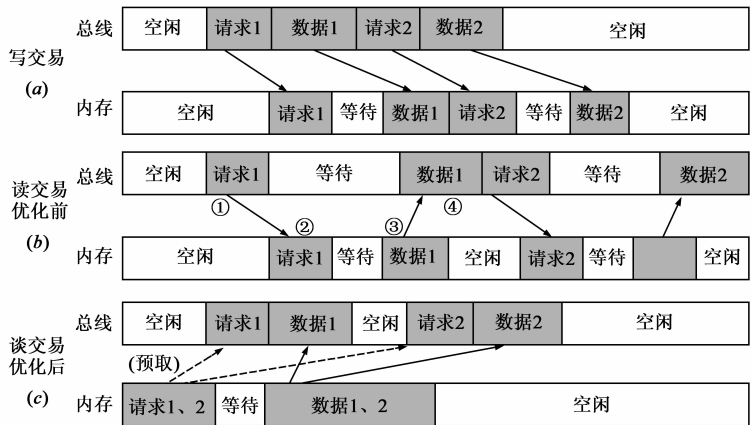 总线 空闲 请求1 数据1 请求2 数据2 空闲
写交易
(a)
内存 空闲 请求1 等待 数据1 请求2 等待 数据2 空闲
总线 空闲 请求1 等待 数据1 请求2 等待 数据2
读交易
优化前
① ② ③ ④
(b)
内存 空闲 请求1 等待 数据1 空闲 请求2 等待 空闲
总线 空闲 请求1 数据1 空闲 请求2 数据2 空闲
谈交易
优化后
(预取)
(c)
内存 请求1、2 等待 数据1、2 空闲